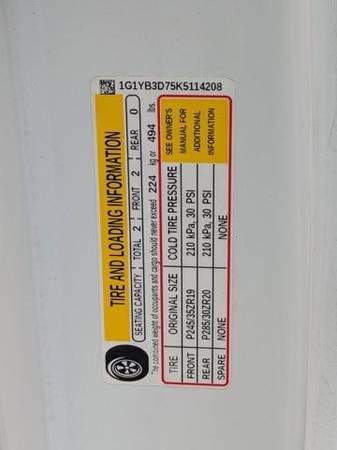 1G1YB3D75K5114208
TIRE AND LOADING INFORMATION
SEATING CAPACITY TOTAL 2 FRONT 2 REAR 0
The combined weight of occupants and cargo should never exceed 224 kg or 494 lbs.
TIRE ORIGINAL SIZE COLD TIRE PRESSURE
FRONT P245/35ZR19 210 kPa, 30 PSI
REAR P285/30ZR20 210 kPa, 30 PSI
SPARE NONE NONE
SEE OWNER'S
MANUAL FOR
ADDITIONAL
INFORMATION